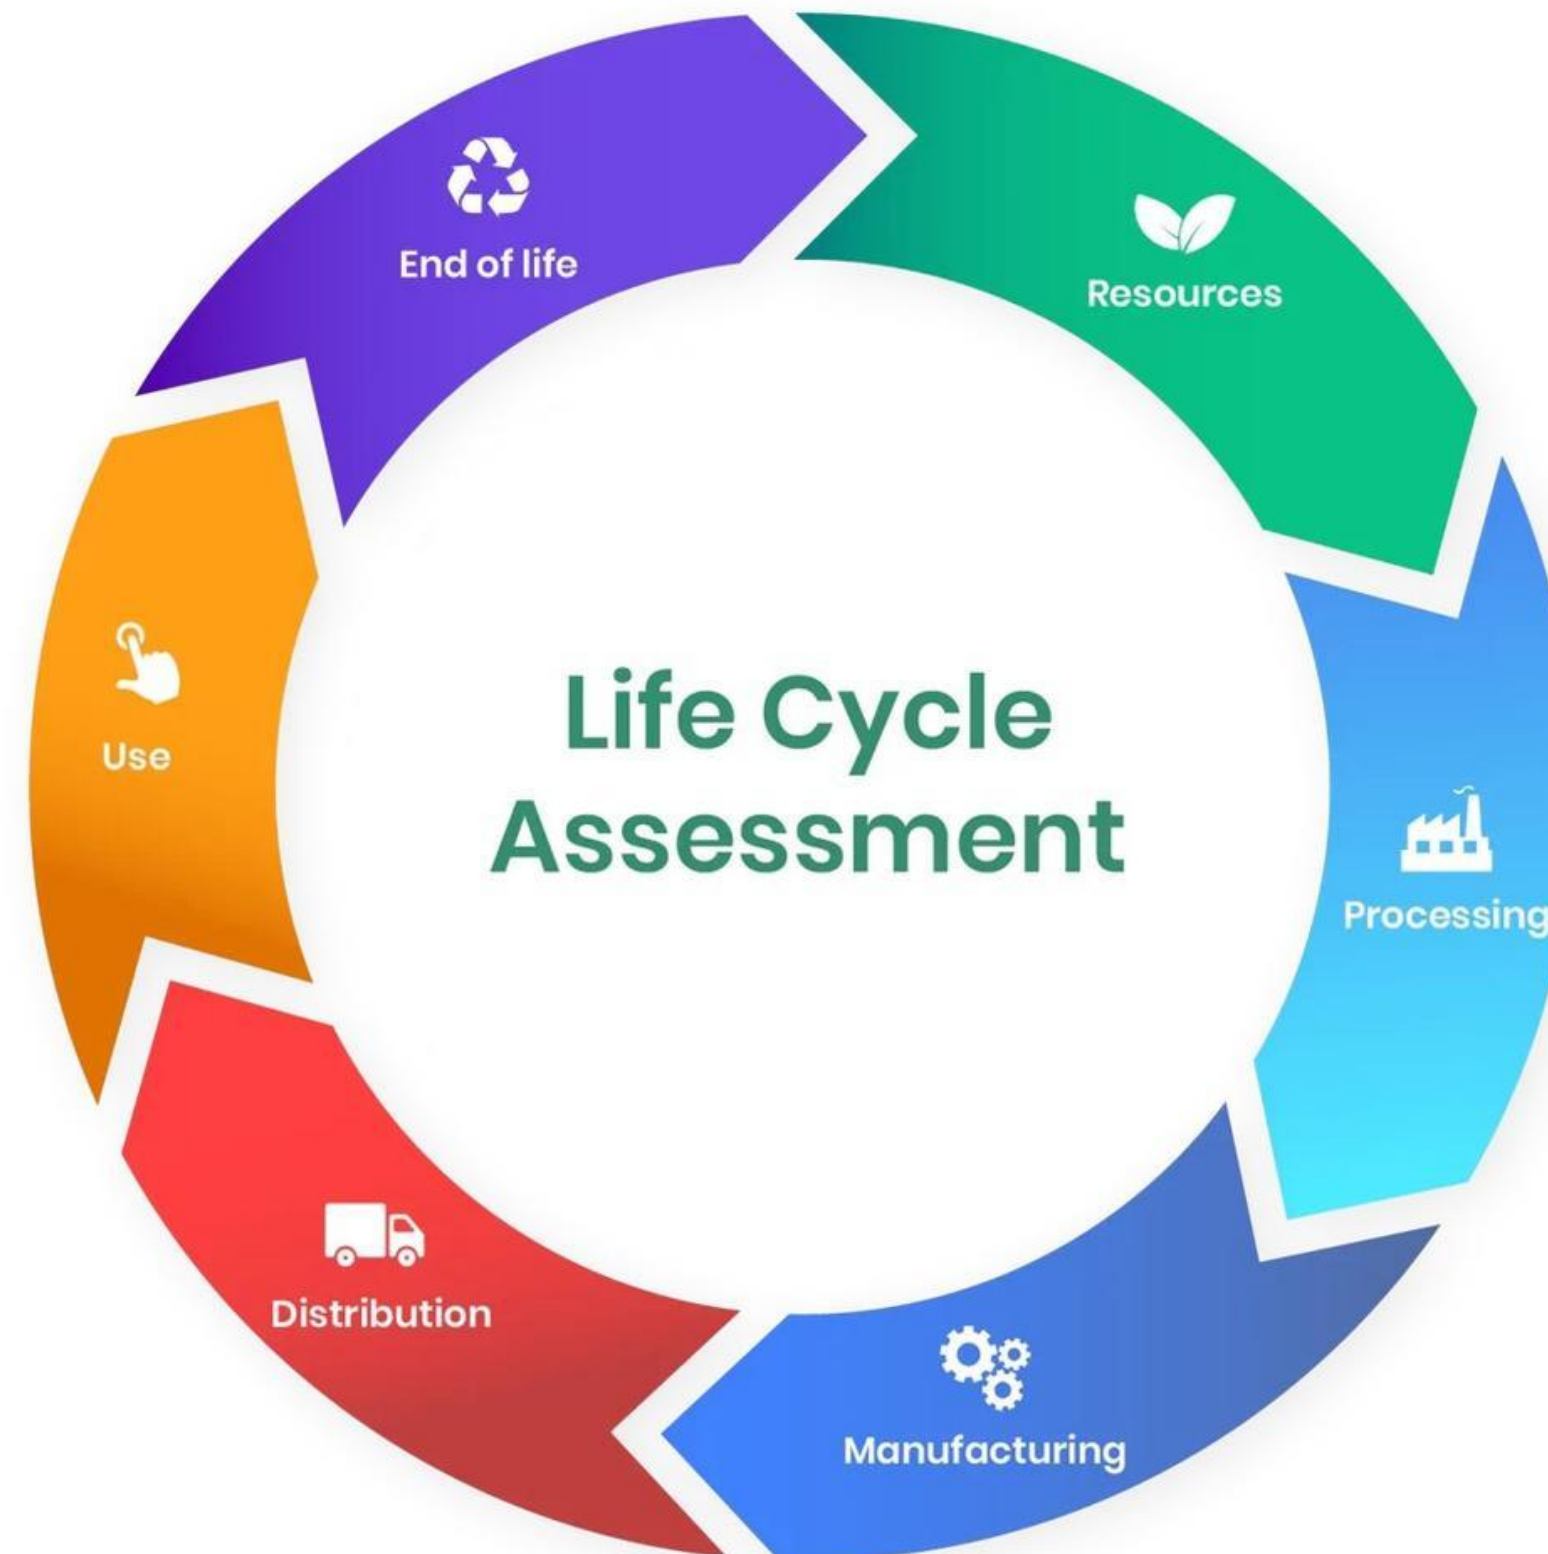 End of life
Resources
Use
Life Cycle
Assessment
Processing
Distribution
Manufacturing